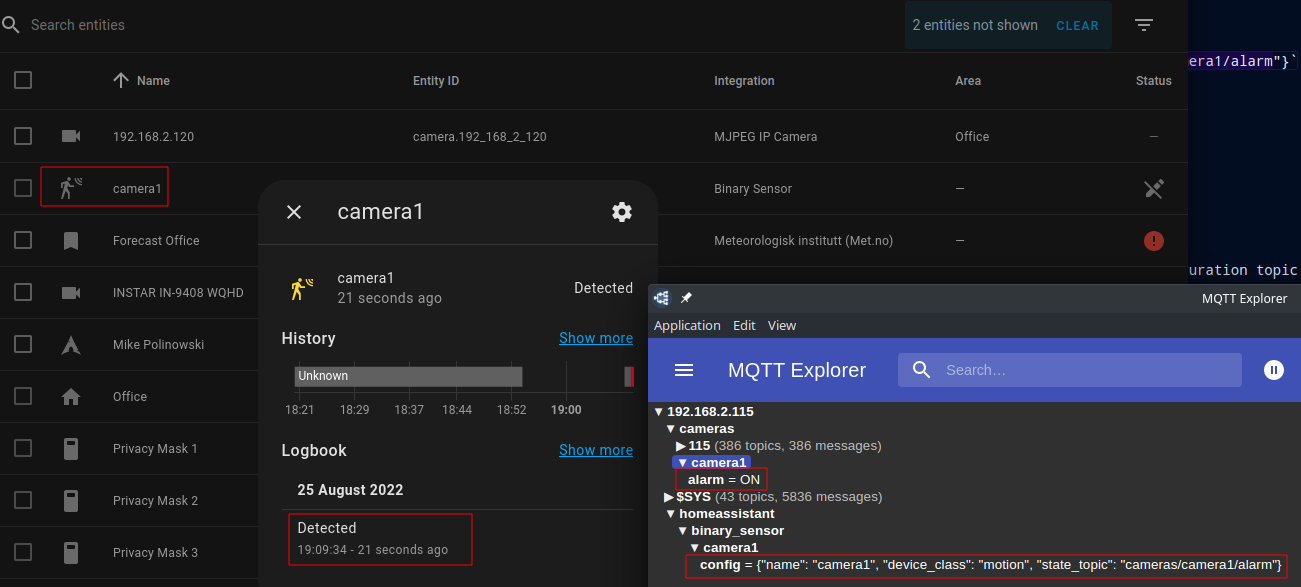 Search entities
2 entities not shown CLEAR
era1/alarm"}`
Name Entity ID Integration Area Status
192.168.2.120 camera.192_168_2_120 MJPEG IP Camera Office —
camera1 Binary Sensor —
Forecast Office Meteorologisk institutt (Met.no) —
INSTAR IN-9408 WQHD
Mike Polinowski
Office
Privacy Mask 1
Privacy Mask 2
Privacy Mask 3
camera1
camera1
21 seconds ago
Detected
History
Show more
Unknown
18:21 18:29 18:37 18:44 18:52 19:00
Logbook
Show more
25 August 2022
Detected
19:09:34 - 21 seconds ago
uration topic
MQTT Explorer
Application Edit View
MQTT Explorer
Search...
192.168.2.115
cameras
115 (386 topics, 386 messages)
camera1
alarm = ON
$SYS (43 topics, 5836 messages)
homeassistant
binary_sensor
camera1
config = {"name": "camera1", "device_class": "motion", "state_topic": "cameras/camera1/alarm"}